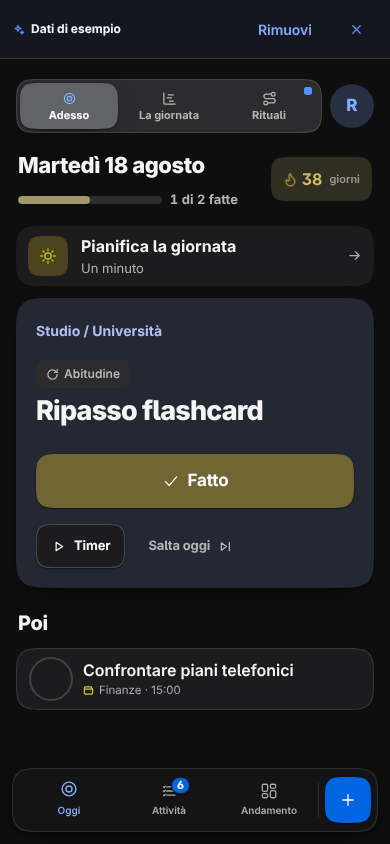 Dati di esempio
Rimuovi
Adesso
La giornata
Rituali
R
Martedì 18 agosto
38 giorni
1 di 2 fatte
Pianifica la giornata
Un minuto
Studio / Università
Abitudine
Ripasso flashcard
Fatto
Timer
Salta oggi
Poi
Confrontare piani telefonici
Finanze · 15:00
6
Oggi
Attività
Andamento